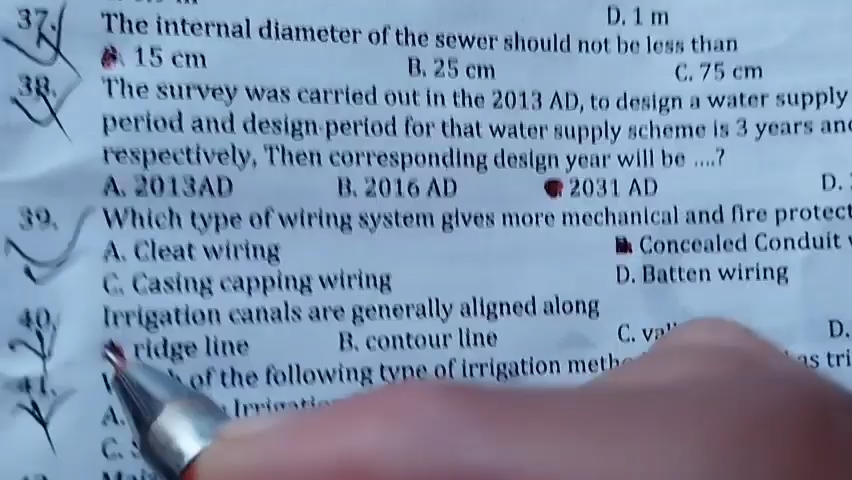 D. 1 m
37. The internal diameter of the sewer should not be less than
15 cm B. 25 cm C. 75 cm
38. The survey was carried out in the 2013 AD, to design a water supply
period and design period for that water supply scheme is 3 years and
respectively, Then corresponding design year will be ....?
A. 2013AD B. 2016 AD 2031 AD D.
39. Which type of wiring system gives more mechanical and fire protect
A. Cleat wiring B. Concealed Conduit
C. Casing capping wiring D. Batten wiring
40. Irrigation canals are generally aligned along
ridge line B. contour line C. D.
41. of the following type of irrigation as tri
A. Irrigation
C.